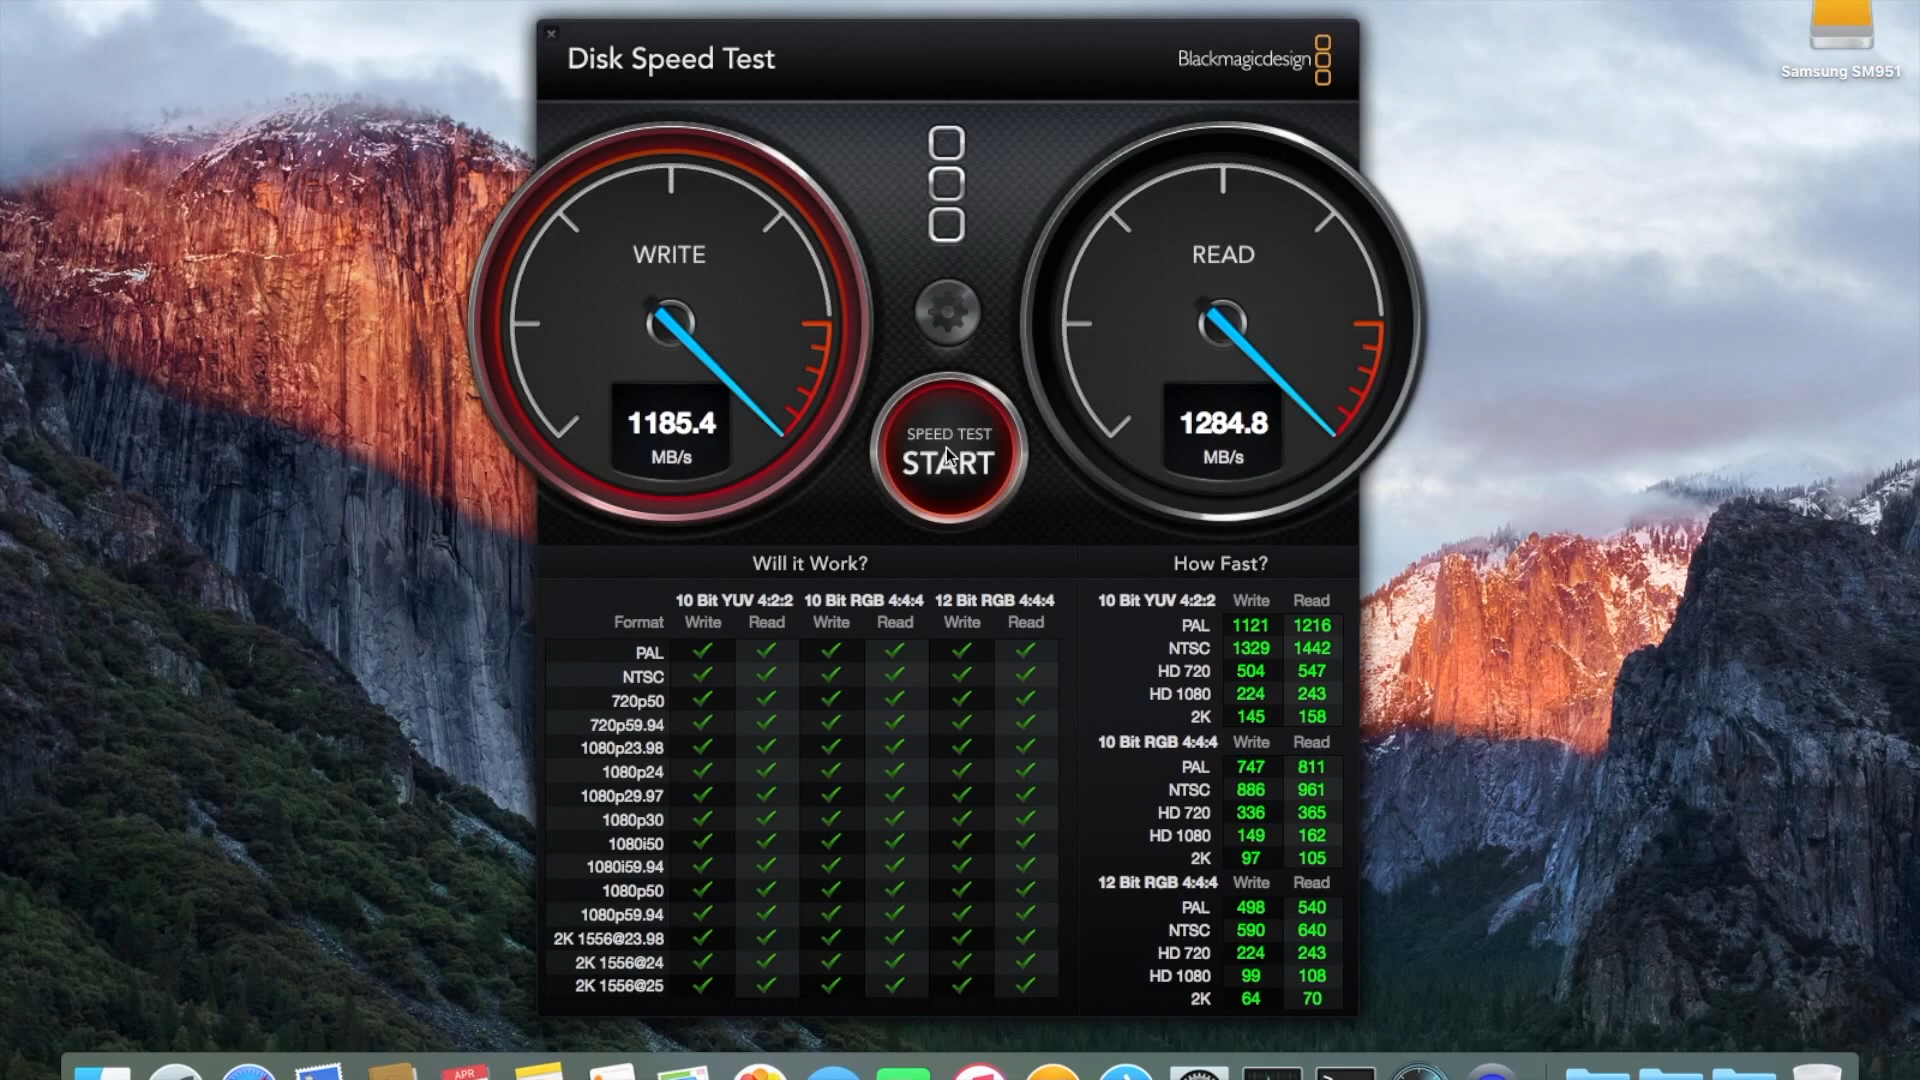 Disk Speed Test
Blackmagicdesign
Samsung SM951
WRITE
1185.4
MB/s
SPEED TEST
START
READ
1284.8
MB/s
Will it Work?
10 Bit YUV 4:2:2 10 Bit RGB 4:4:4 12 Bit RGB 4:4:4
Format Write Read Write Read Write Read
PAL
NTSC
720p50
720p59.94
1080p23.98
1080p24
1080p29.97
1080p30
1080i50
1080i59.94
1080p50
1080p59.94
2K 1556@23.98
2K 1556@24
2K 1556@25
How Fast?
10 Bit YUV 4:2:2 Write Read
PAL 1121 1216
NTSC 1329 1442
HD 720 504 547
HD 1080 224 243
2K 145 158
10 Bit RGB 4:4:4 Write Read
PAL 747 811
NTSC 886 961
HD 720 336 365
HD 1080 149 162
2K 97 105
12 Bit RGB 4:4:4 Write Read
PAL 498 540
NTSC 590 640
HD 720 224 243
HD 1080 99 108
2K 64 70
APR